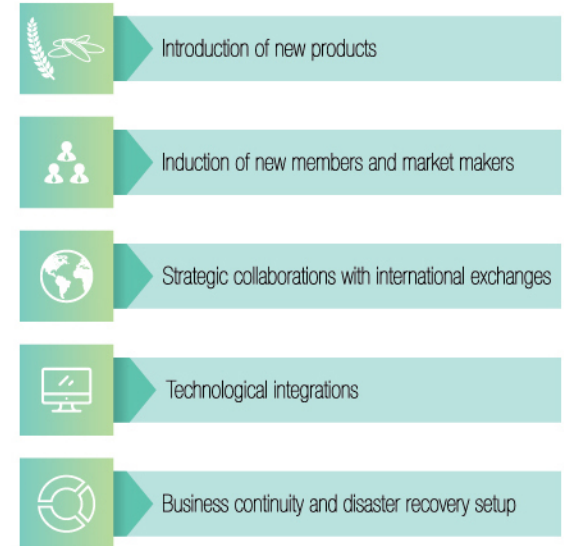 Introduction of new products
Induction of new members and market makers
Strategic collaborations with international exchanges
Technological integrations
Business continuity and disaster recovery setup